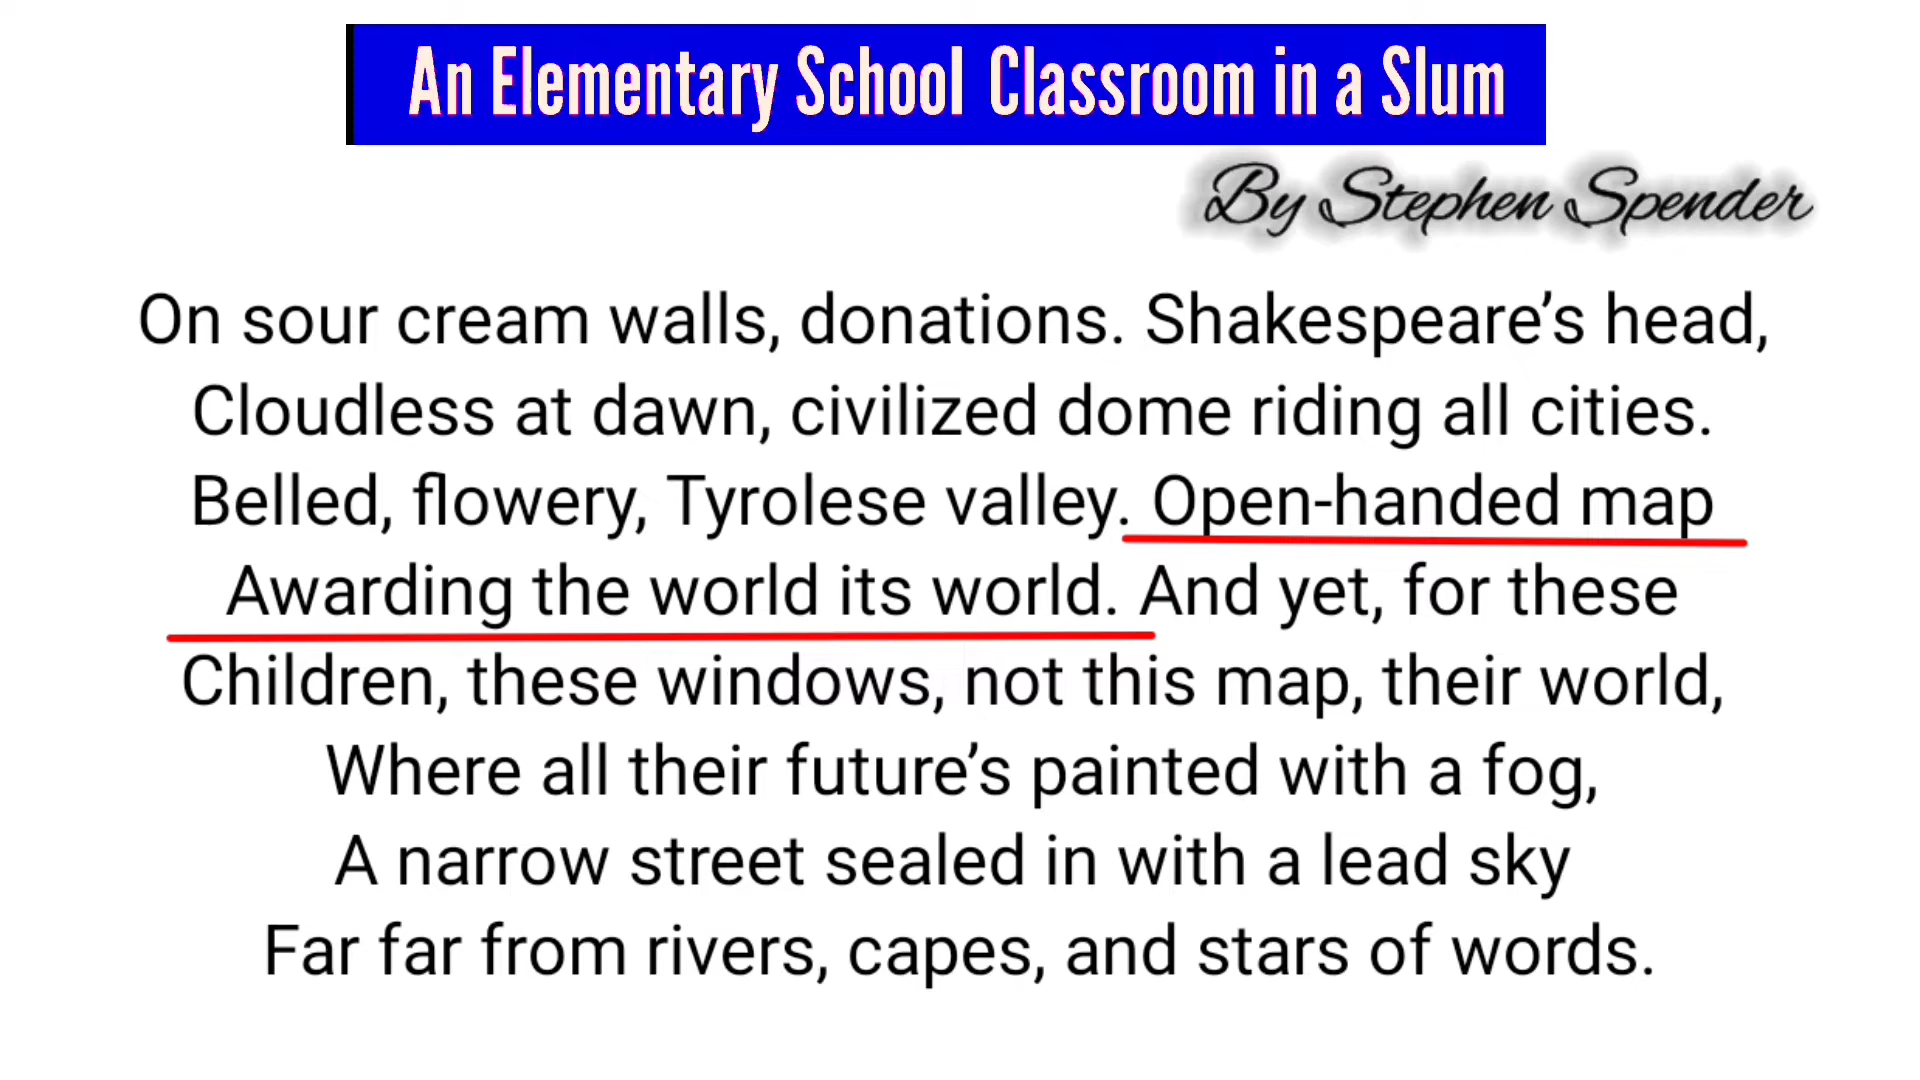 An Elementary School Classroom in a Slum
By Stephen Spender
On sour cream walls, donations. Shakespeare’s head,
Cloudless at dawn, civilized dome riding all cities.
Belled, flowery, Tyrolese valley. Open-handed map
Awarding the world its world. And yet, for these
Children, these windows, not this map, their world,
Where all their future’s painted with a fog,
A narrow street sealed in with a lead sky
Far far from rivers, capes, and stars of words.